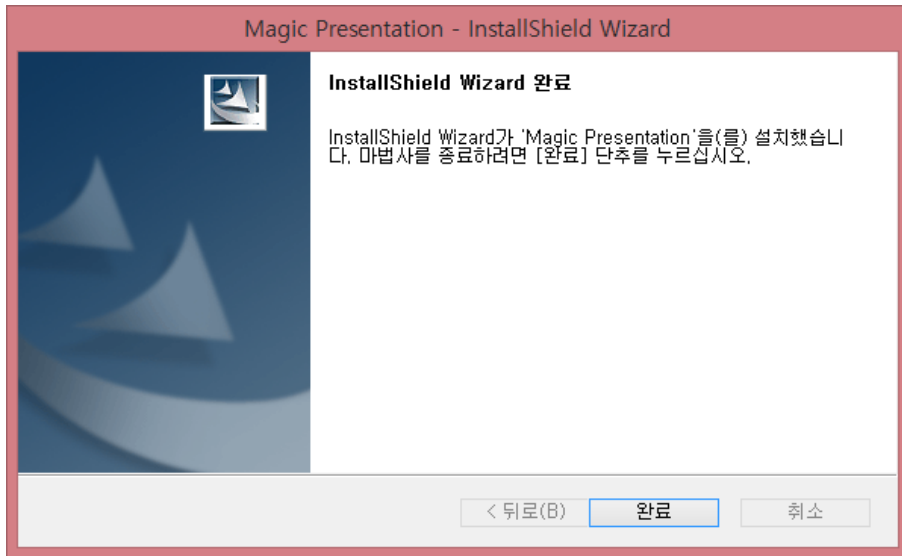 Magic Presentation - InstallShield Wizard
InstallShield Wizard 완료
InstallShield Wizard가 'Magic Presentation'을(를) 설치했습니
다. 마법사를 종료하려면 [완료] 단추를 누르십시오.
< 뒤로(B) 완료 취소